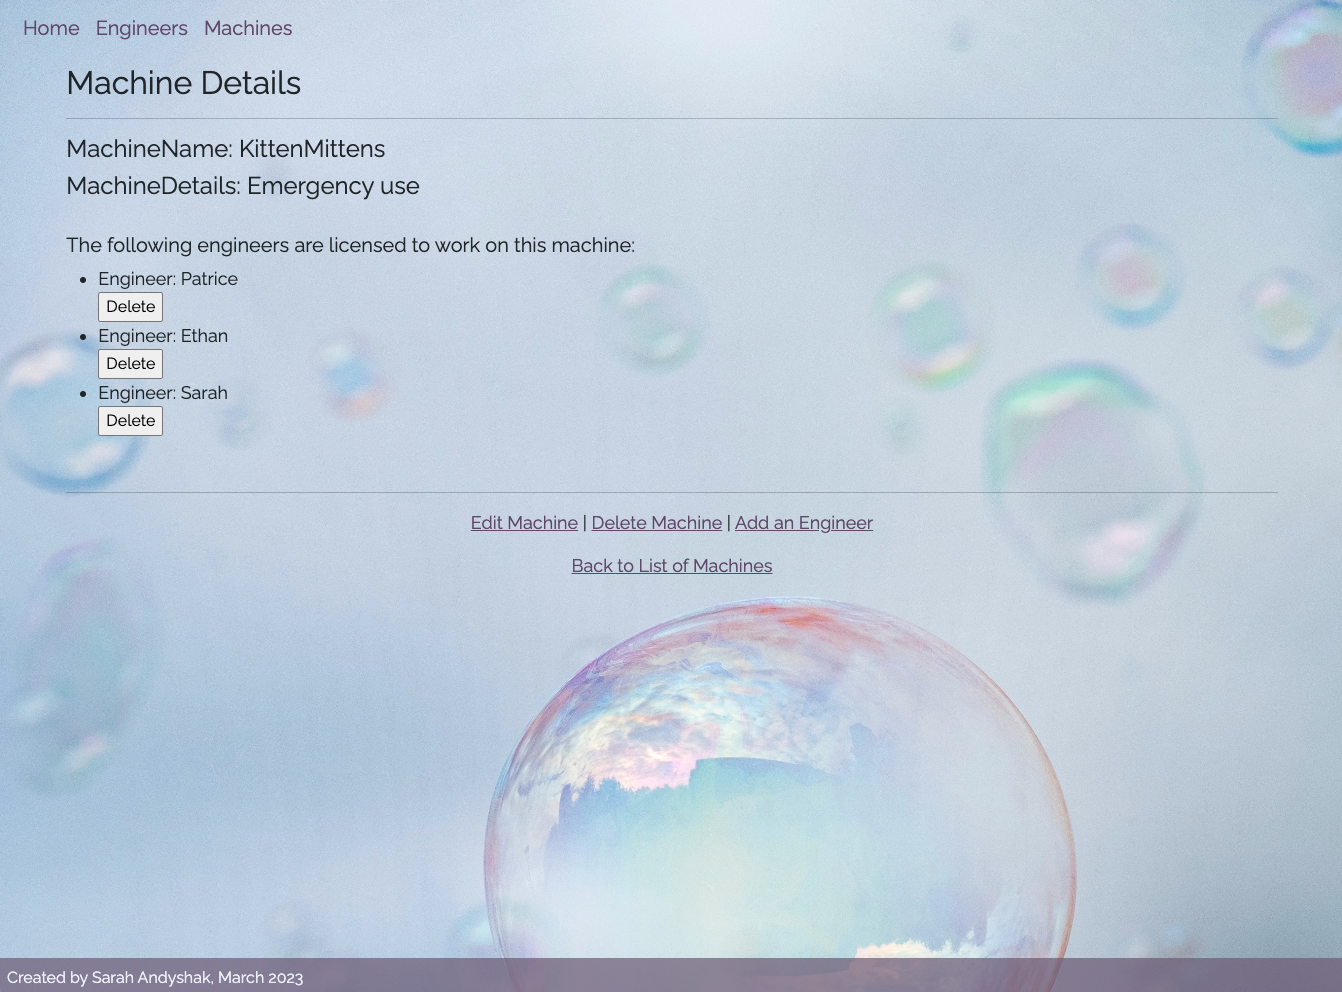 Home Engineers Machines
Machine Details
MachineName: KittenMittens
MachineDetails: Emergency use
The following engineers are licensed to work on this machine:
• Engineer: Patrice
Delete
• Engineer: Ethan
Delete
• Engineer: Sarah
Delete
Edit Machine | Delete Machine | Add an Engineer
Back to List of Machines
Created by Sarah Andyshak, March 2023